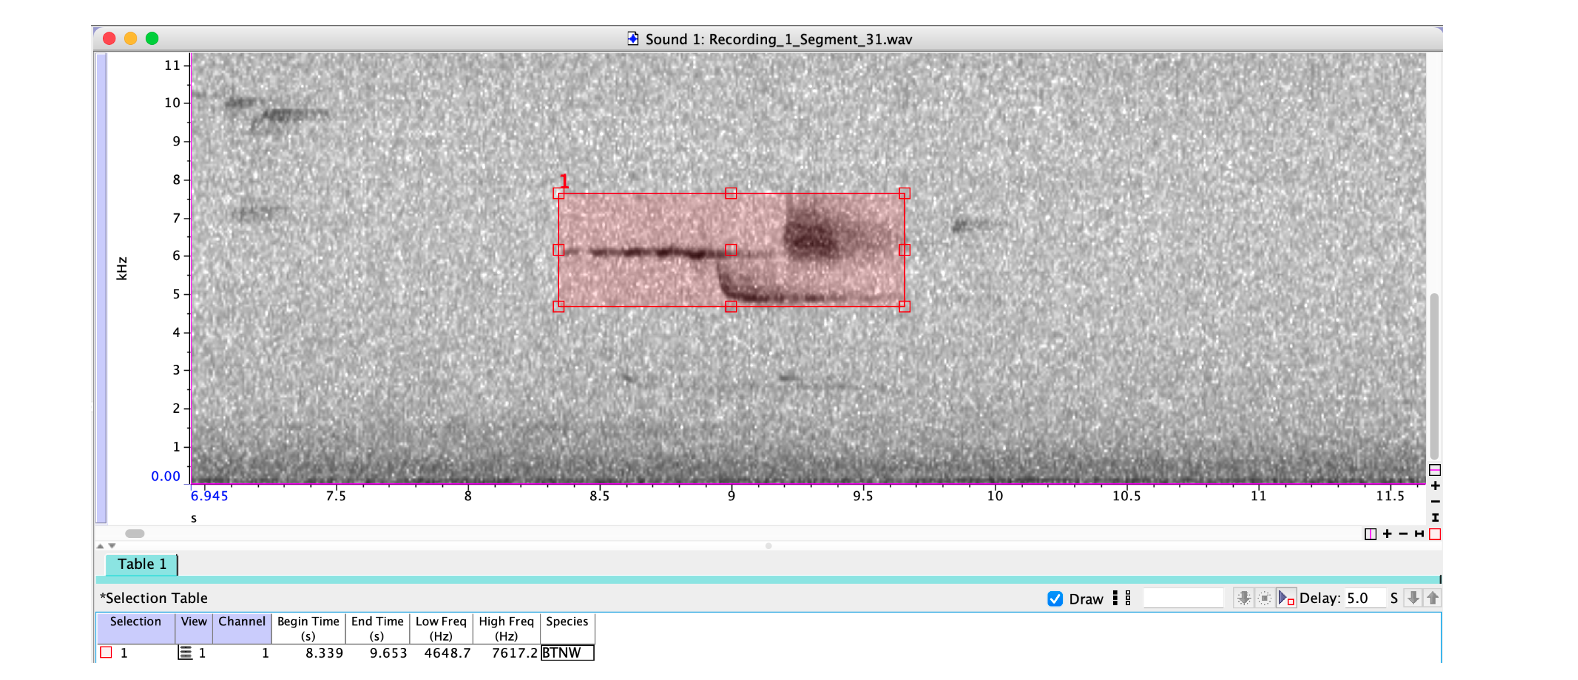 Sound 1: Recording_1_Segment_31.wav
11
10
9
8
7
6
5
4
3
2
1
0.00
kHz
1
6.945 7.5 8 8.5 9 9.5 10 10.5 11 11.5
s
Table 1
*Selection Table Draw Delay: 5.0 S
Selection View Channel Begin Time (s) End Time (s) Low Freq (Hz) High Freq (Hz) Species
1 1 1 8.339 9.653 4648.7 7617.2 BTNW